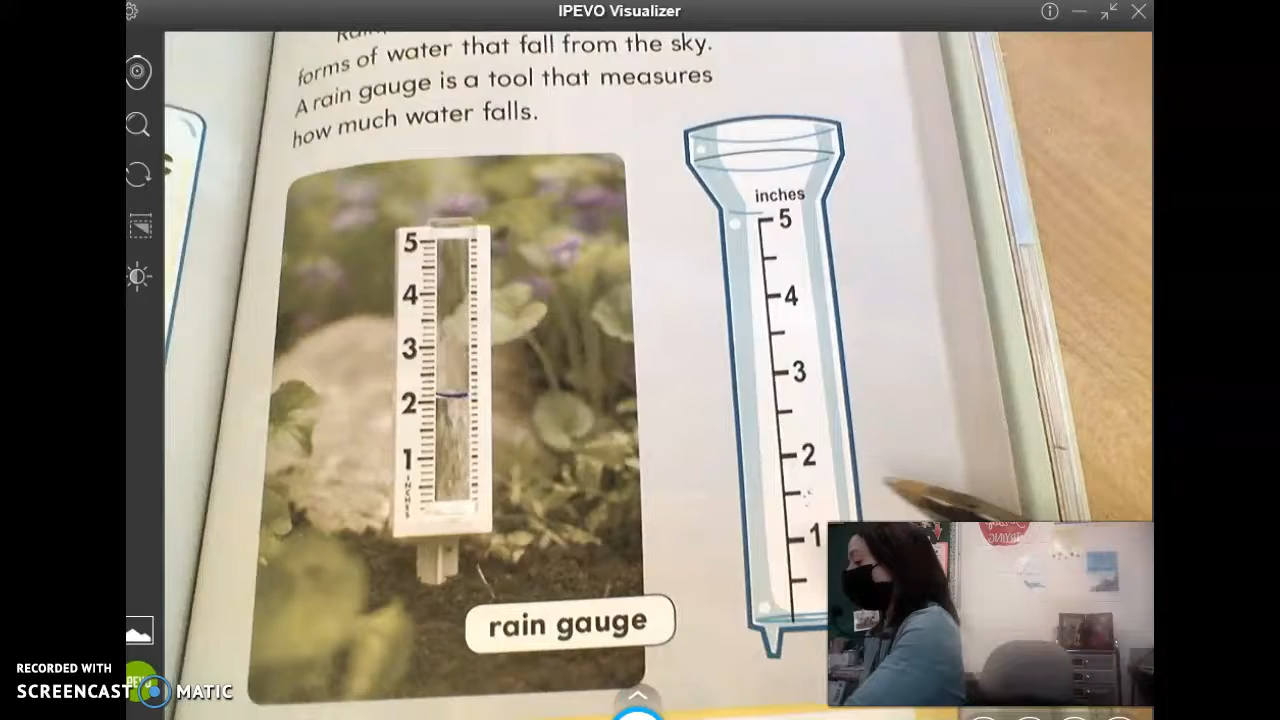 IPEVO Visualizer
forms of water that fall from the sky.
A rain gauge is a tool that measures
how much water falls.
inches
5
4
3
2
1
5
4
3
2
1
INCHES
rain gauge
RECORDED WITH
SCREENCAST MATIC